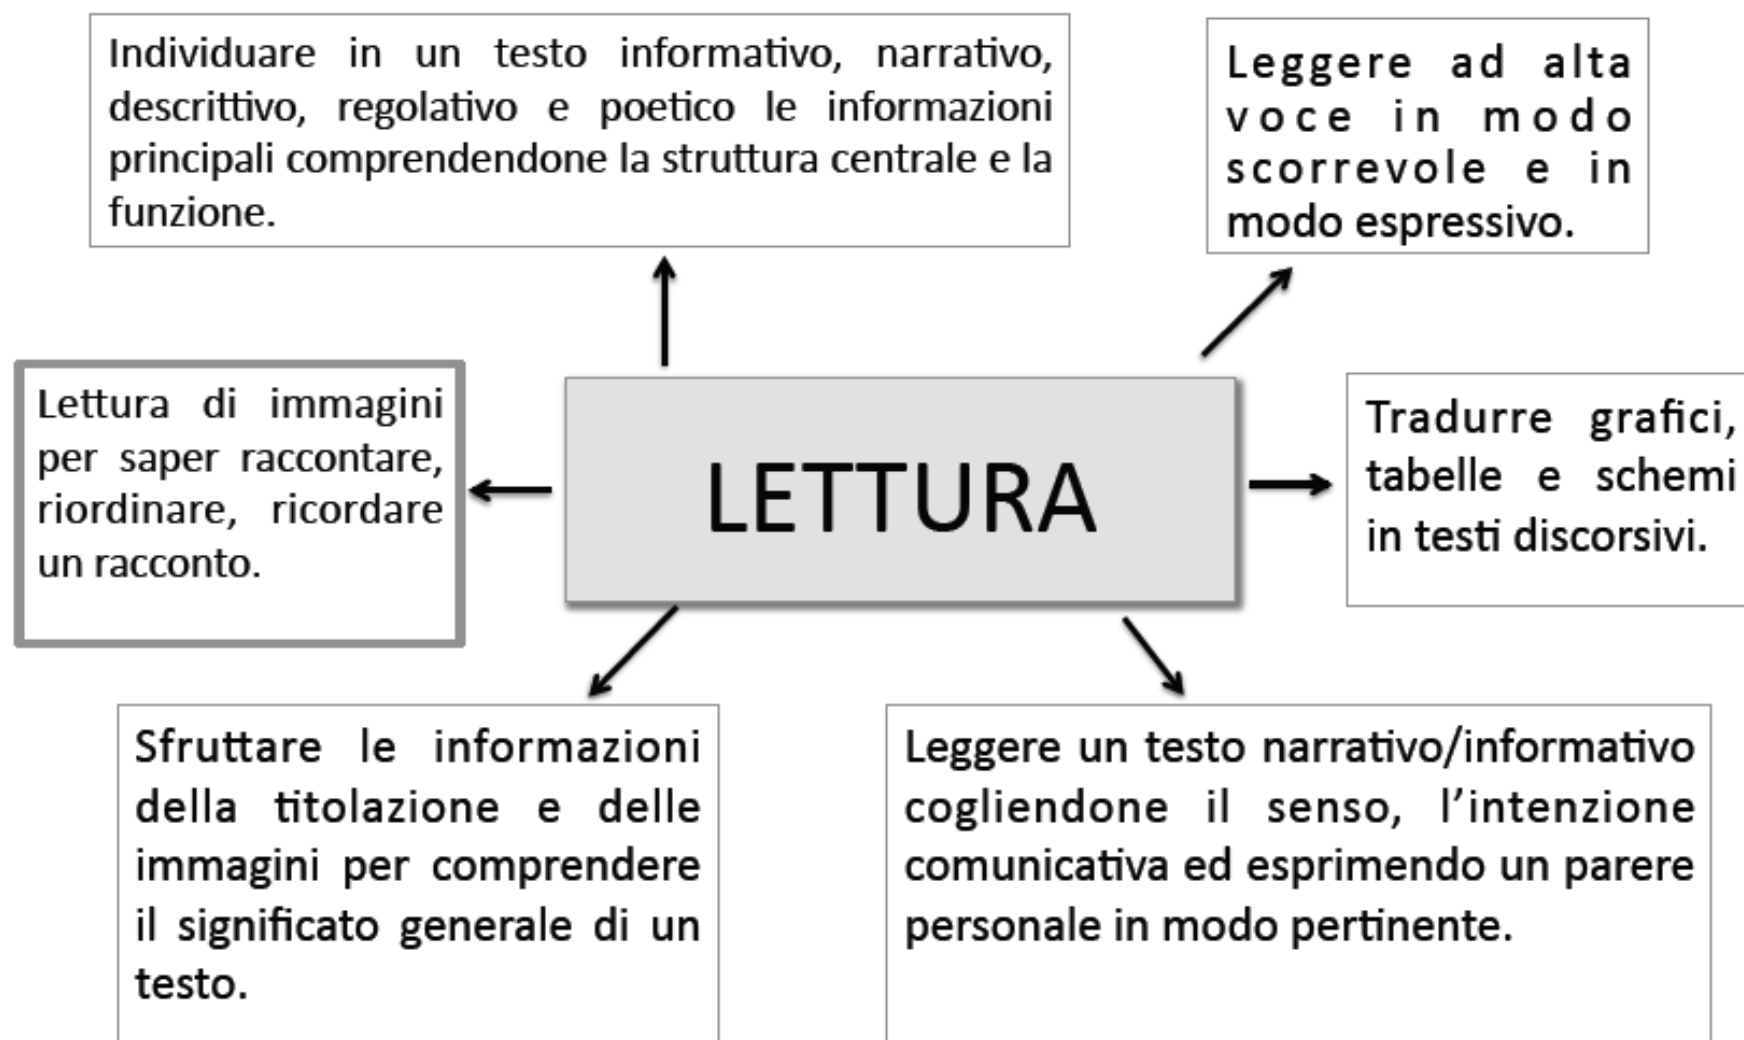 Individuare in un testo informativo, narrativo,
descrittivo, regolativo e poetico le informazioni
principali comprendendone la struttura centrale e la
funzione.
Leggere ad alta
voce in modo
scorrevole e in
modo espressivo.
Lettura di immagini
per saper raccontare,
riordinare, ricordare
un racconto.
LETTURA
Tradurre grafici,
tabelle e schemi
in testi discorsivi.
Sfruttare le informazioni
della titolazione e delle
immagini per comprendere
il significato generale di un
testo.
Leggere un testo narrativo/informativo
cogliendone il senso, l’intenzione
comunicativa ed esprimendo un parere
personale in modo pertinente.